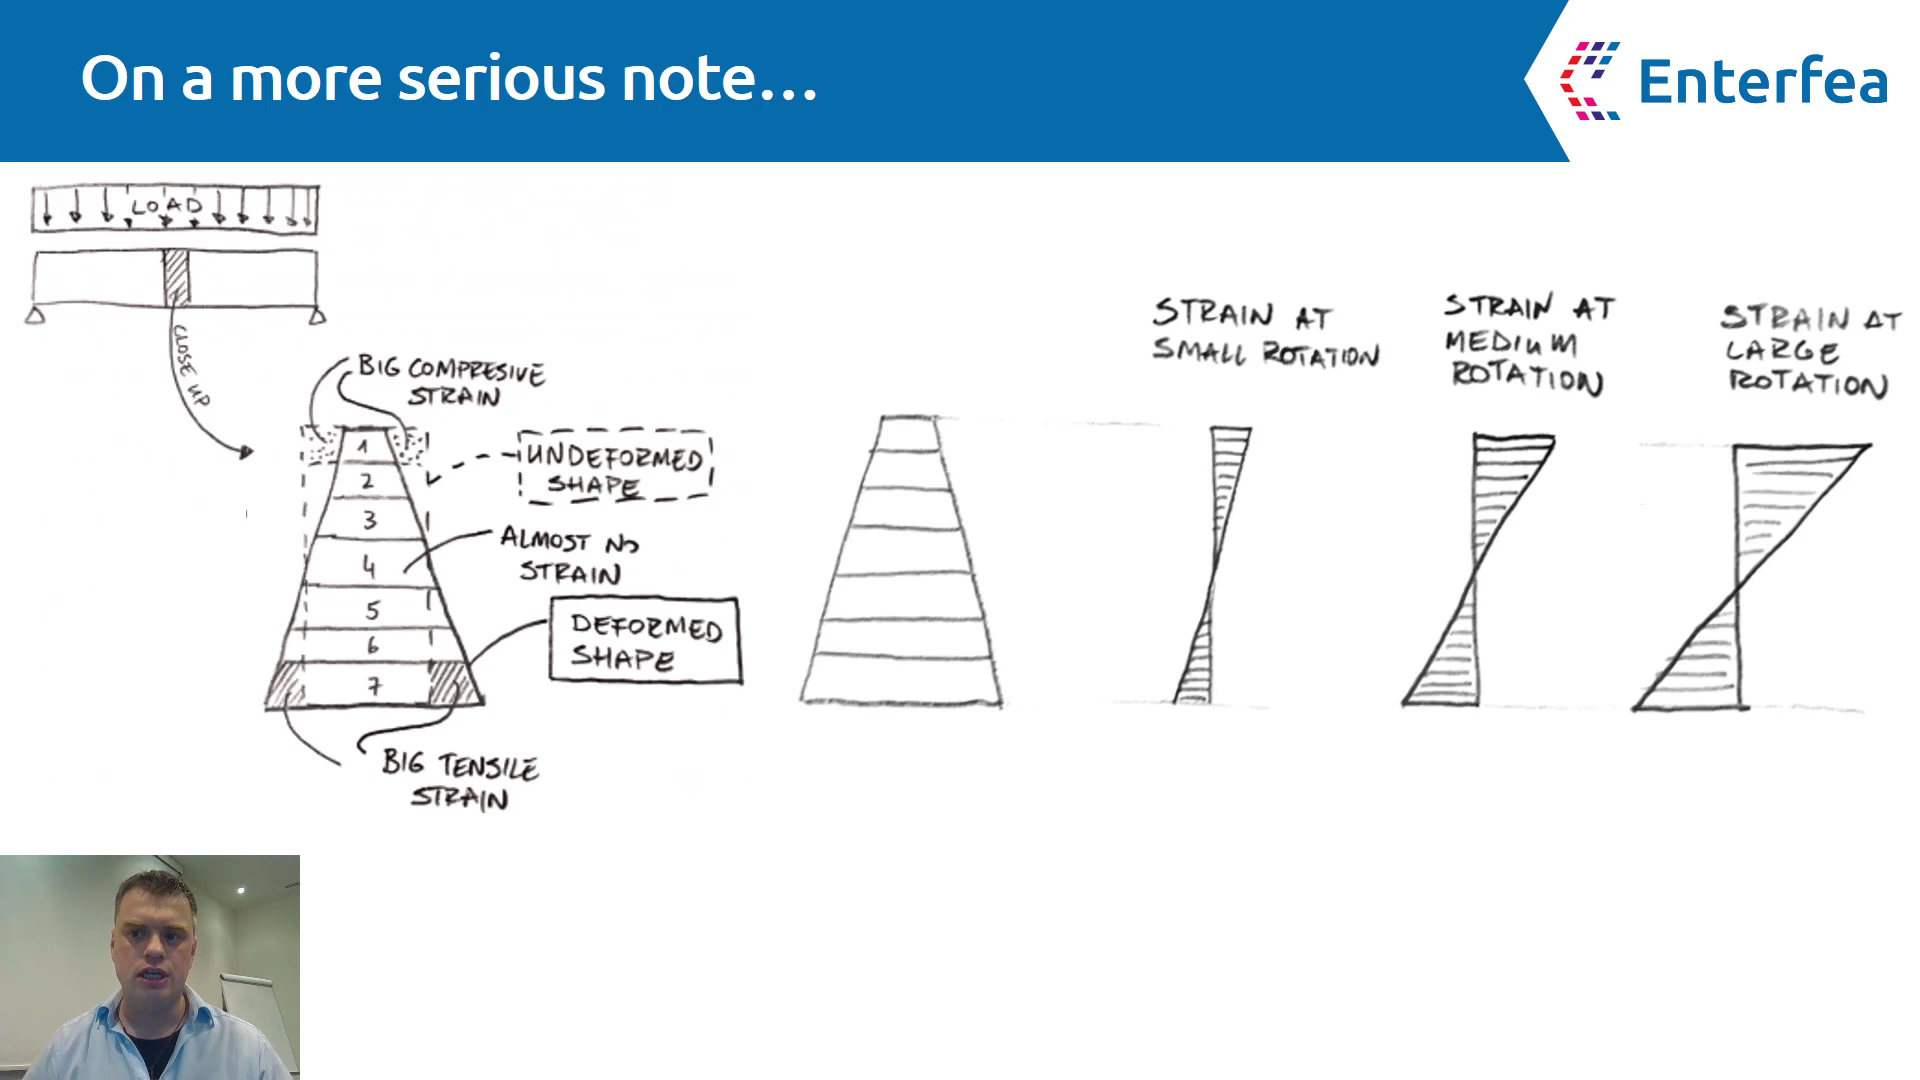 On a more serious note...
Enterfea
LOAD
CLOSE UP
BIG COMPRESIVE
STRAIN
UNDEFORMED
SHAPE
ALMOST NO
STRAIN
DEFORMED
SHAPE
BIG TENSILE
STRAIN
1
2
3
4
5
6
7
STRAIN AT
SMALL ROTATION
STRAIN AT
MEDIUM
ROTATION
STRAIN AT
LARGE
ROTATION